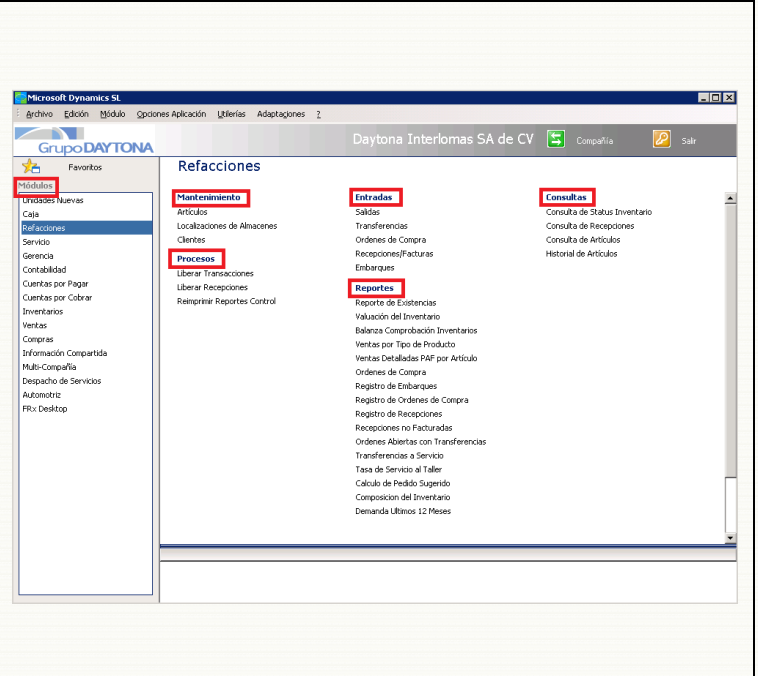 Microsoft Dynamics SL
Archivo Edición Módulo Opciones Aplicación Utilerías Adaptaciones ?
Grupo DAYTONA
Daytona Interlomas SA de CV
Compañía
Salir
Favoritos
Módulos
Unidades Nuevas
Caja
Refacciones
Servicio
Gerencia
Contabilidad
Cuentas por Pagar
Cuentas por Cobrar
Inventarios
Ventas
Compras
Información Compartida
Multi-Compañía
Despacho de Servicios
Automotriz
FRx Desktop
Refacciones
Mantenimiento
Artículos
Localizaciones de Almacenes
Clientes
Procesos
Liberar Transacciones
Liberar Recepciones
Reimprimir Reportes Control
Entradas
Salidas
Transferencias
Ordenes de Compra
Recepciones/Facturas
Embarques
Reportes
Reporte de Existencias
Valuación del Inventario
Balanza Comprobación Inventarios
Ventas por Tipo de Producto
Ventas Detalladas PAF por Artículo
Ordenes de Compra
Registro de Embarques
Registro de Ordenes de Compra
Registro de Recepciones
Recepciones no Facturadas
Ordenes Abiertas con Transferencias
Transferencias a Servicio
Tasa de Servicio al Taller
Calculo de Pedido Sugerido
Composicion del Inventario
Demanda Ultimos 12 Meses
Consultas
Consulta de Status Inventario
Consulta de Recepciones
Consulta de Artículos
Historial de Artículos